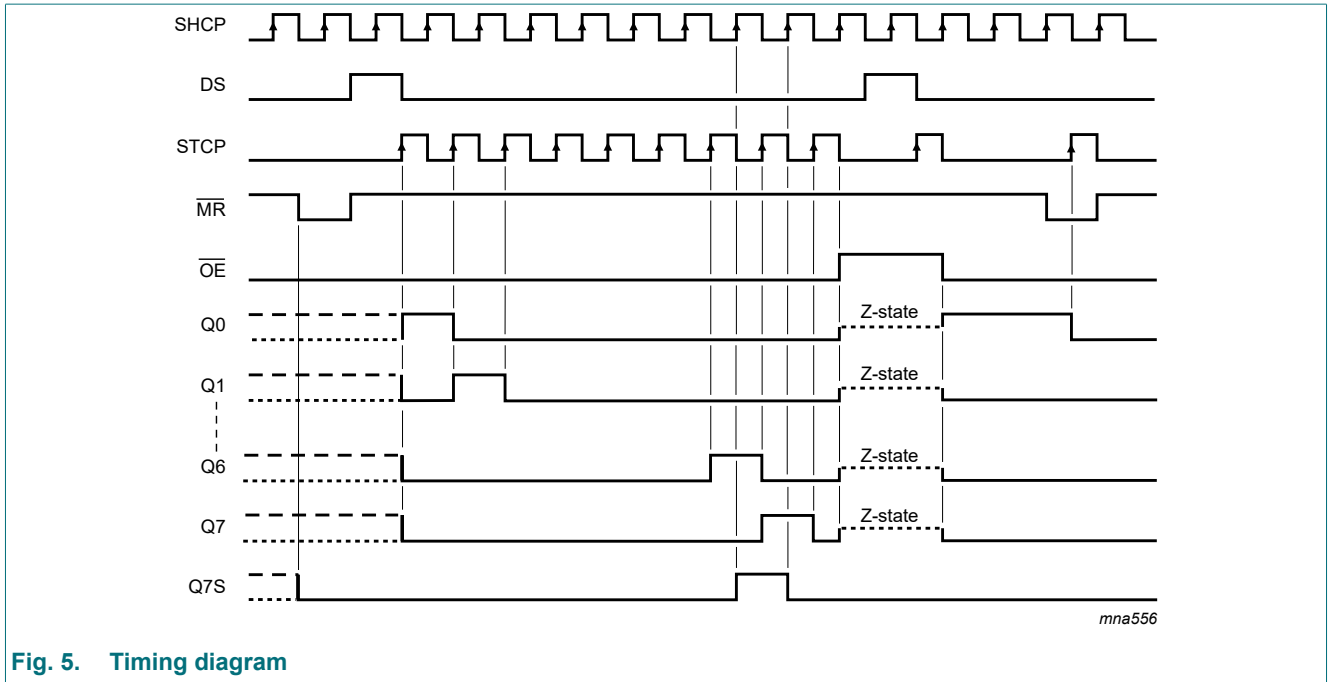 SHCP
DS
STCP
MR
OE
Q0
Z-state
Q1
Z-state
Q6
Z-state
Q7
Z-state
Q7S
mna556
Fig. 5. Timing diagram